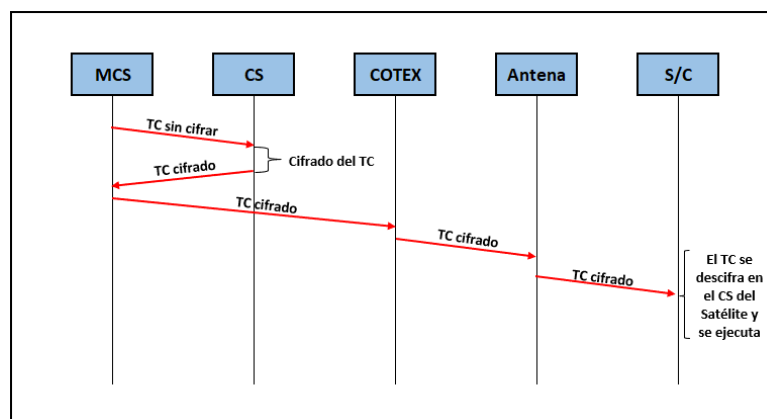 MCS
CS
COTEX
Antena
S/C
TC sin cifrar
Cifrado del TC
TC cifrado
TC cifrado
TC cifrado
TC cifrado
El TC se
descifra en
el CS del
Satélite y
se ejecuta